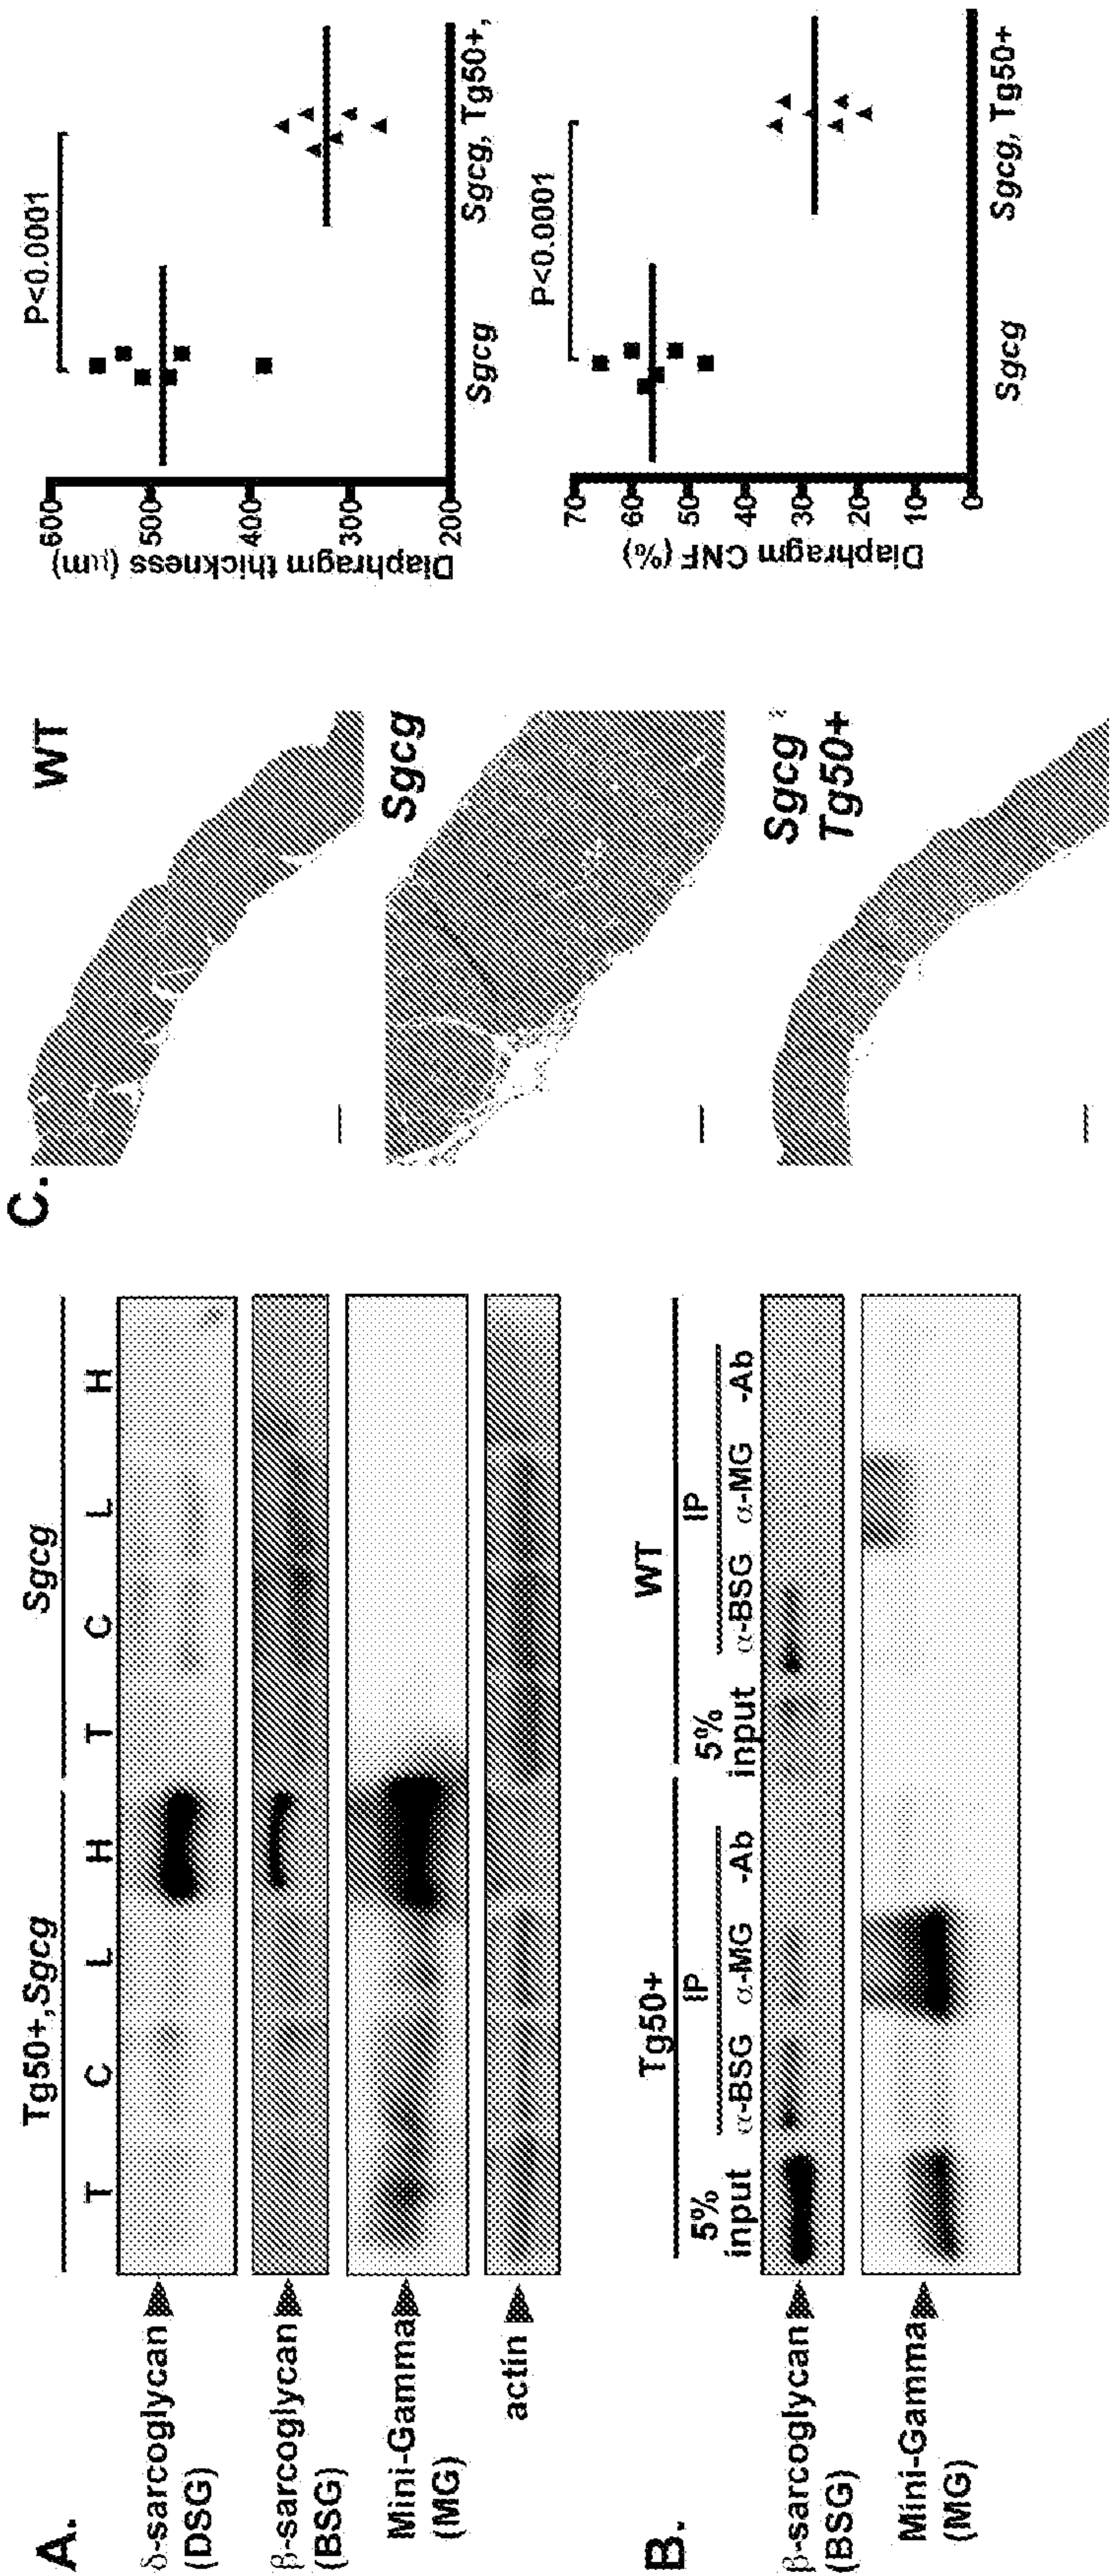 A.
Tg50+,Sgcg
Sgcg
T C L H T C L H
δ-sarcoglycan
(DSG)
β-sarcoglycan
(BSG)
Mini-Gamma
(MG)
actin
B.
Tg50+
WT
IP
IP
5%
input
α-BSG α-MG -Ab
5%
input
α-BSG α-MG -Ab
β-sarcoglycan
(BSG)
Mini-Gamma
(MG)
C.
WT
Sgcg
Sgcg
Tg50+
Diaphragm thickness (μm)
600
500
400
300
200
P<0.0001
Sgcg
Sgcg, Tg50+,
Diaphragm CNF (%)
70
60
50
40
30
20
10
0
P<0.0001
Sgcg
Sgcg, Tg50+